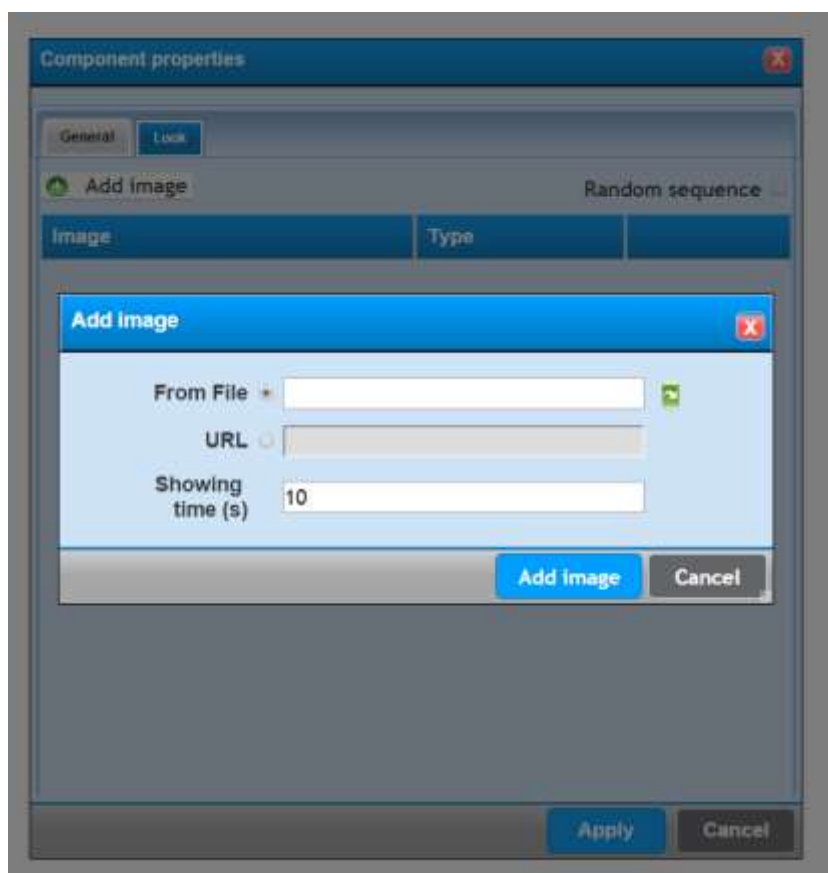 Component properties
X
General Look
Add image Random sequence
Image Type
Add image
X
From File
URL
Showing
time (s) 10
Add image Cancel
Apply Cancel